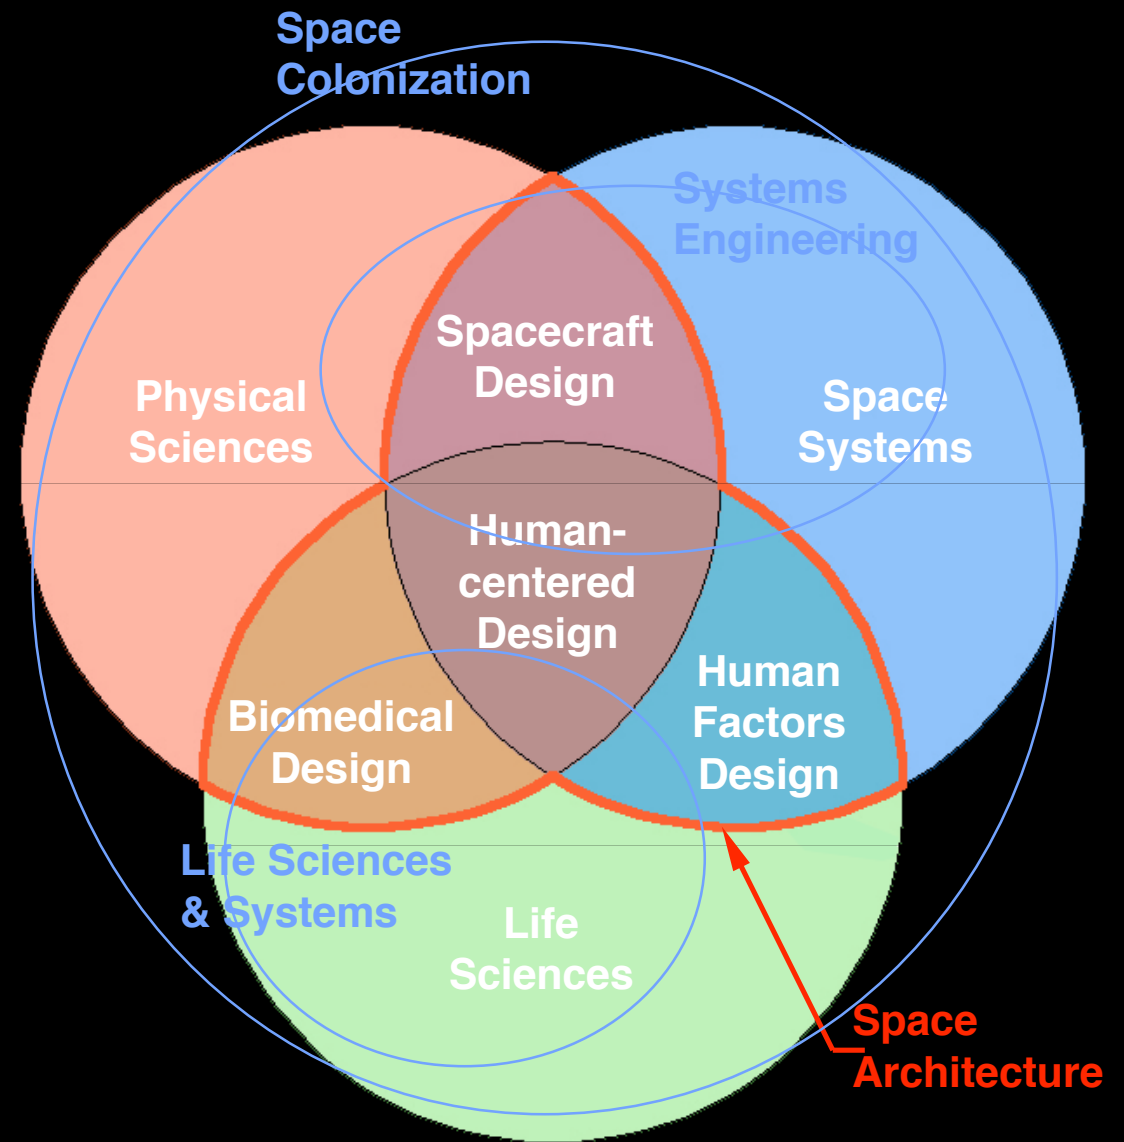 Space
Colonization
Systems
Engineering
Spacecraft
Design
Physical
Sciences
Space
Systems
Human-
centered
Design
Human
Factors
Design
Biomedical
Design
Life Sciences
& Systems
Life
Sciences
Space
Architecture